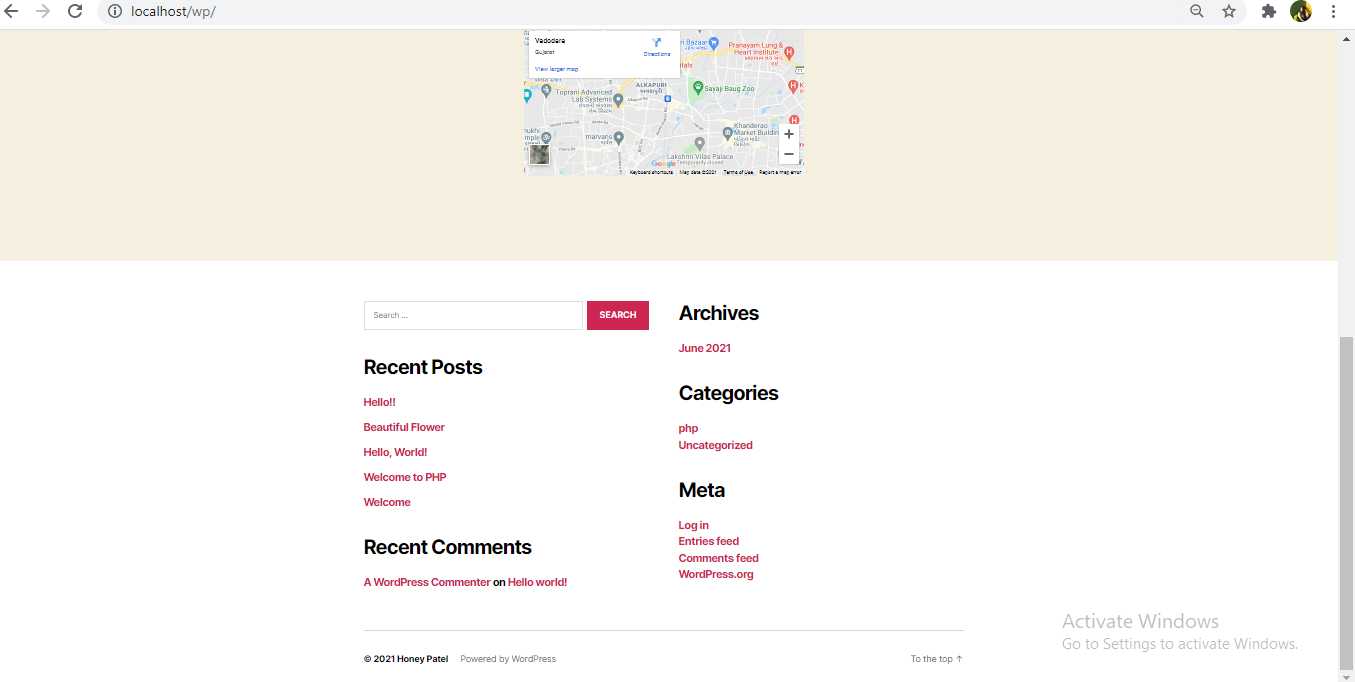 localhost/wp/
Vadodara
Gujarat
Directions
View larger map
Pranayam Lung &
Heart Institute..
Sayaji Baug Zoo
ALKAPURI
Toprani Advanced
Lab Systems
marvans
Khanderao
Market Building
Lakshmi Vilas Palace
Temporarily closed
Google
Keyboard shortcuts Map data ©2021 Terms of Use Report a map error
Search …
SEARCH
Recent Posts
Hello!!
Beautiful Flower
Hello, World!
Welcome to PHP
Welcome
Recent Comments
A WordPress Commenter on Hello world!
Archives
June 2021
Categories
php
Uncategorized
Meta
Log in
Entries feed
Comments feed
WordPress.org
Activate Windows
Go to Settings to activate Windows.
© 2021 Honey Patel Powered by WordPress
To the top ↑